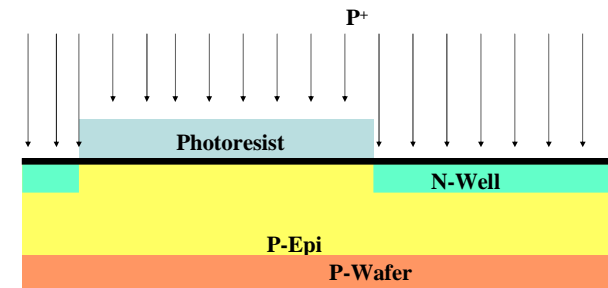 P⁺
Photoresist
N-Well
P-Epi
P-Wafer